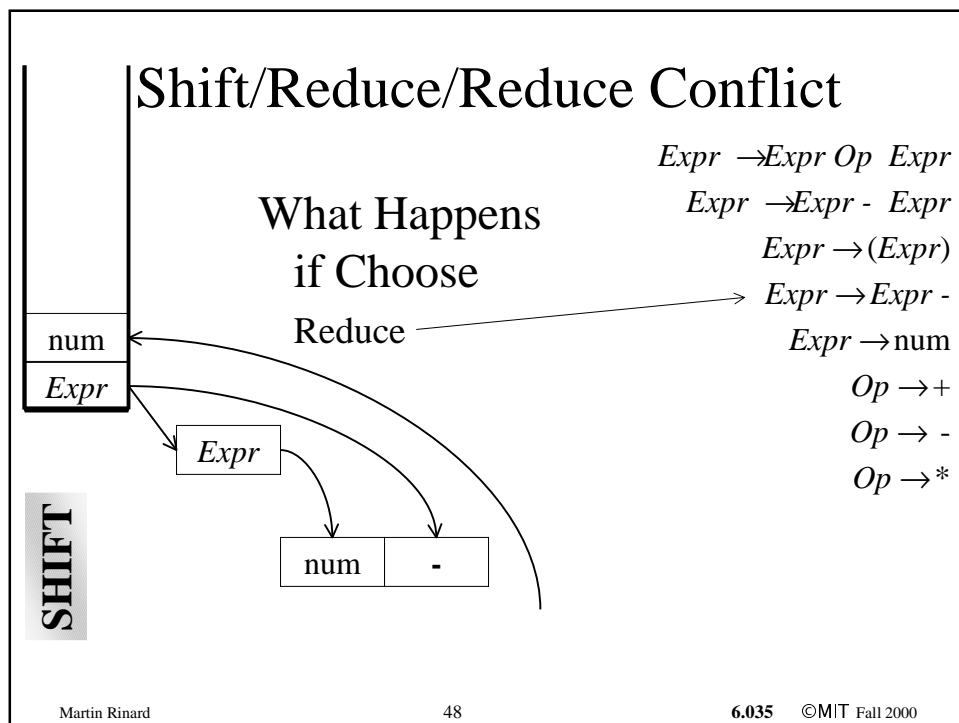 Shift/Reduce/Reduce Conflict
Expr → Expr Op Expr
Expr → Expr - Expr
Expr → (Expr)
Expr → Expr -
Expr → num
Op → +
Op → -
Op → *
What Happens
if Choose
Reduce
num
Expr
Expr
num
-
SHIFT
Martin Rinard
48
6.035 ©MIT Fall 2000